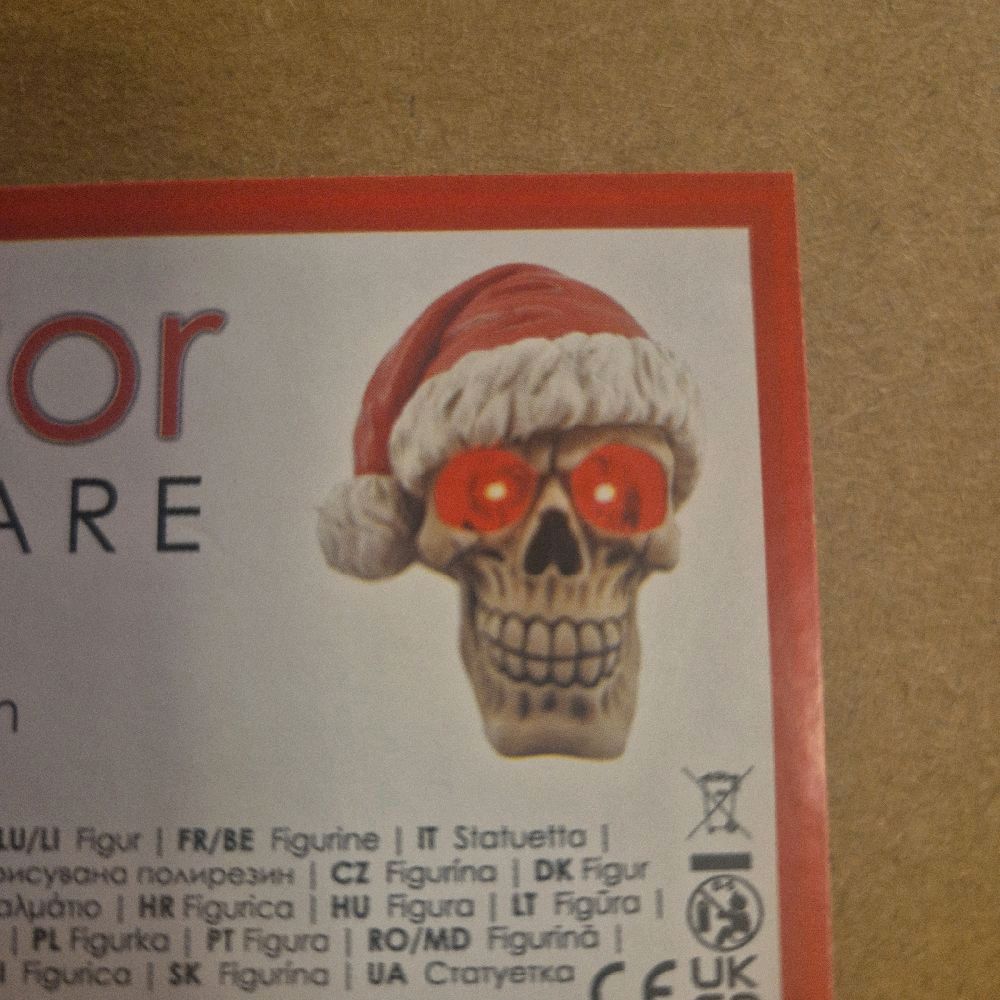 or
ARE
n
LU/LI Figur | FR/BE Figurine | IT Statuetta |
рисувана полирезин | CZ Figurína | DK Figur
αλμάτιο | HR Figurica | HU Figura | LT Figūra |
| PL Figurka | PT Figura | RO/MD Figurină |
I Figurica | SK Figurína | UA Статуетка
CE UK